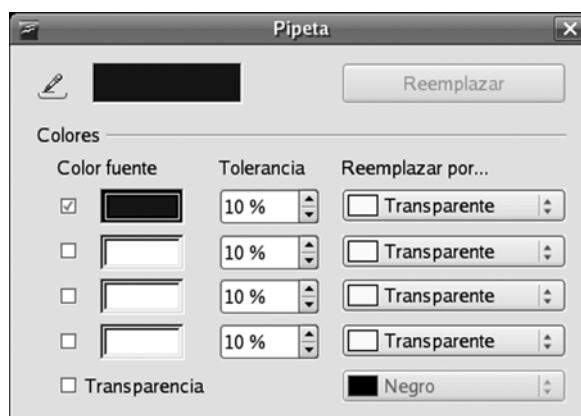 Pipeta
Reemplazar
Colores
Color fuente Tolerancia Reemplazar por...
10 % Transparente
10 % Transparente
10 % Transparente
10 % Transparente
Transparencia Negro